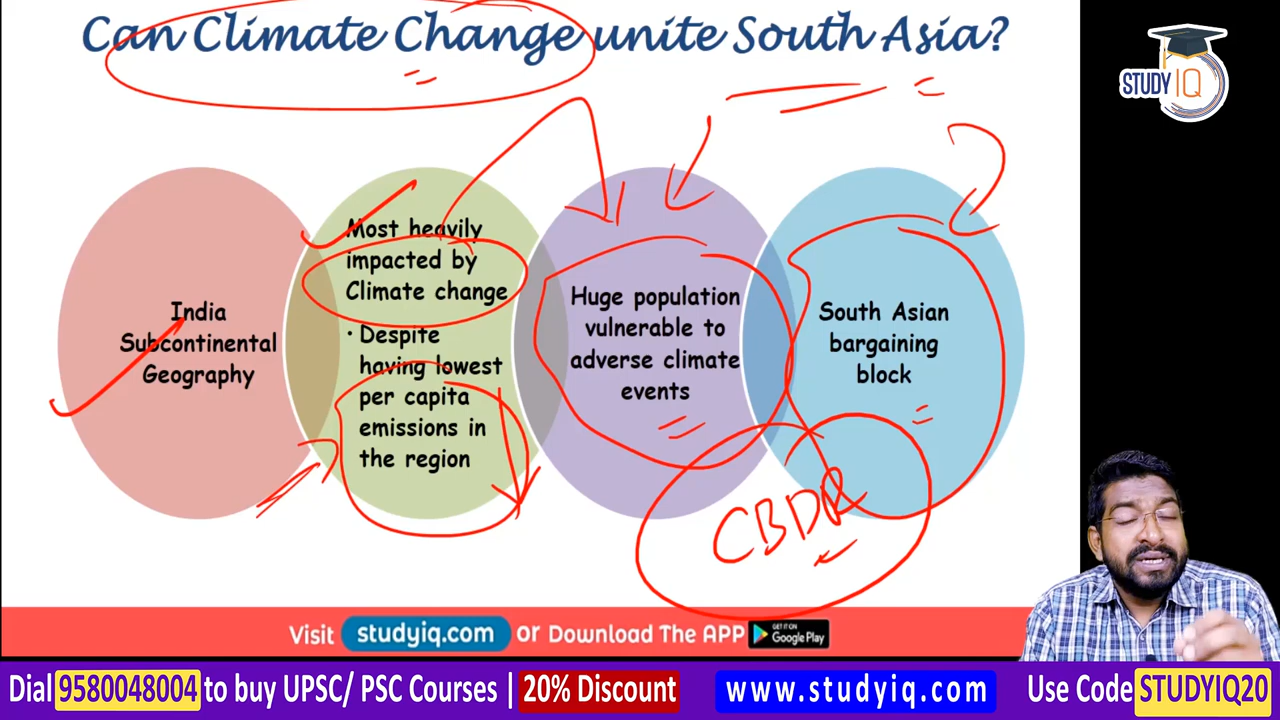 Can Climate Change unite South Asia?
STUDY IQ
India
Subcontinental
Geography
Most heavily
impacted by
Climate change
· Despite
having lowest
per capita
emissions in
the region
Huge population
vulnerable to
adverse climate
events
South Asian
bargaining
block
CBDR
Visit studyiq.com or Download The APP GET IT ON Google Play
Dial 9580048004 to buy UPSC/ PSC Courses | 20% Discount www.studyiq.com Use Code STUDYIQ20